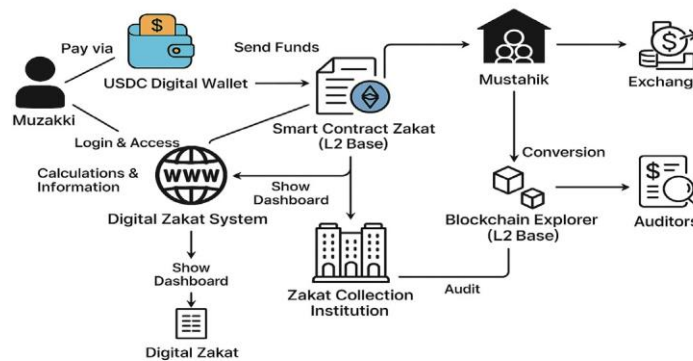 Pay via
$
Send Funds
USDC Digital Wallet
Muzakki
Mustahik
$
Exchang
Login & Access
Smart Contract Zakat
(L2 Base)
Calculations &
Information
WWW
Show
Dashboard
Conversion
$
Digital Zakat System
Blockchain Explorer
(L2 Base)
Auditors
Show
Dashboard
Zakat Collection
Institution
Audit
Digital Zakat